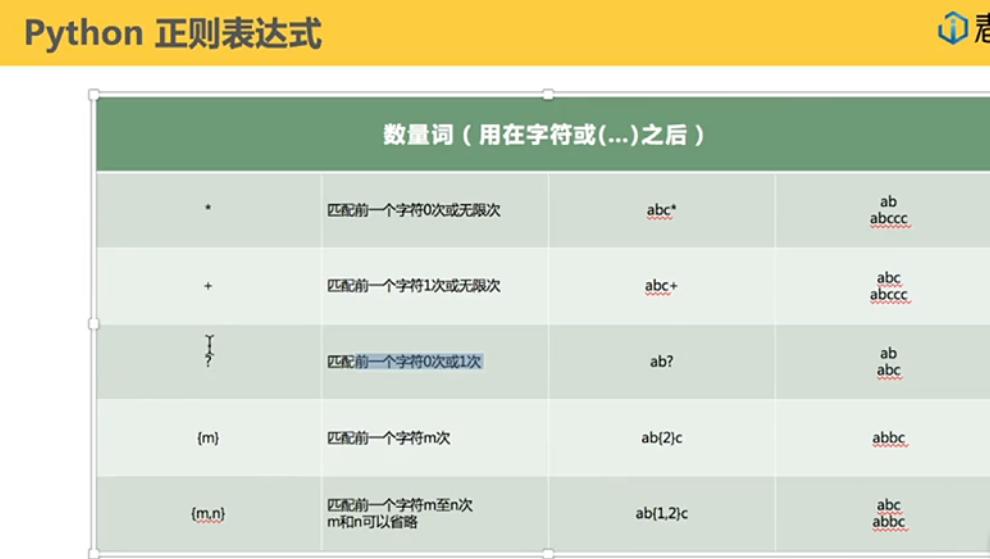 Python 正则表达式
数量词（用在字符或(...)之后）
* 匹配前一个字符0次或无限次 abc* ab
abccc
+ 匹配前一个字符1次或无限次 abc+ abc
abccc
? 匹配前一个字符0次或1次 ab? ab
abc
{m} 匹配前一个字符m次 ab{2}c abbc
{m,n} 匹配前一个字符m至n次
m和n可以省略 ab{1,2}c abc
abbc